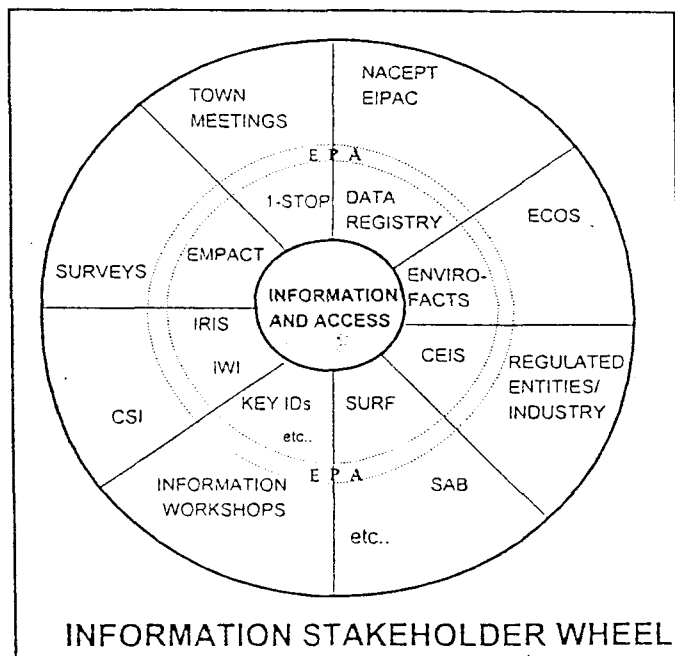 TOWN
MEETINGS
NACEPT
EIPAC
E P A
1-STOP
DATA
REGISTRY
ECOS
SURVEYS
EMPACT
ENVIRO-
FACTS
INFORMATION
AND ACCESS
IRIS
IWI
CEIS
REGULATED
ENTITIES/
INDUSTRY
CSI
KEY IDs
etc..
SURF
INFORMATION
WORKSHOPS
E P A
SAB
etc..
INFORMATION STAKEHOLDER WHEEL